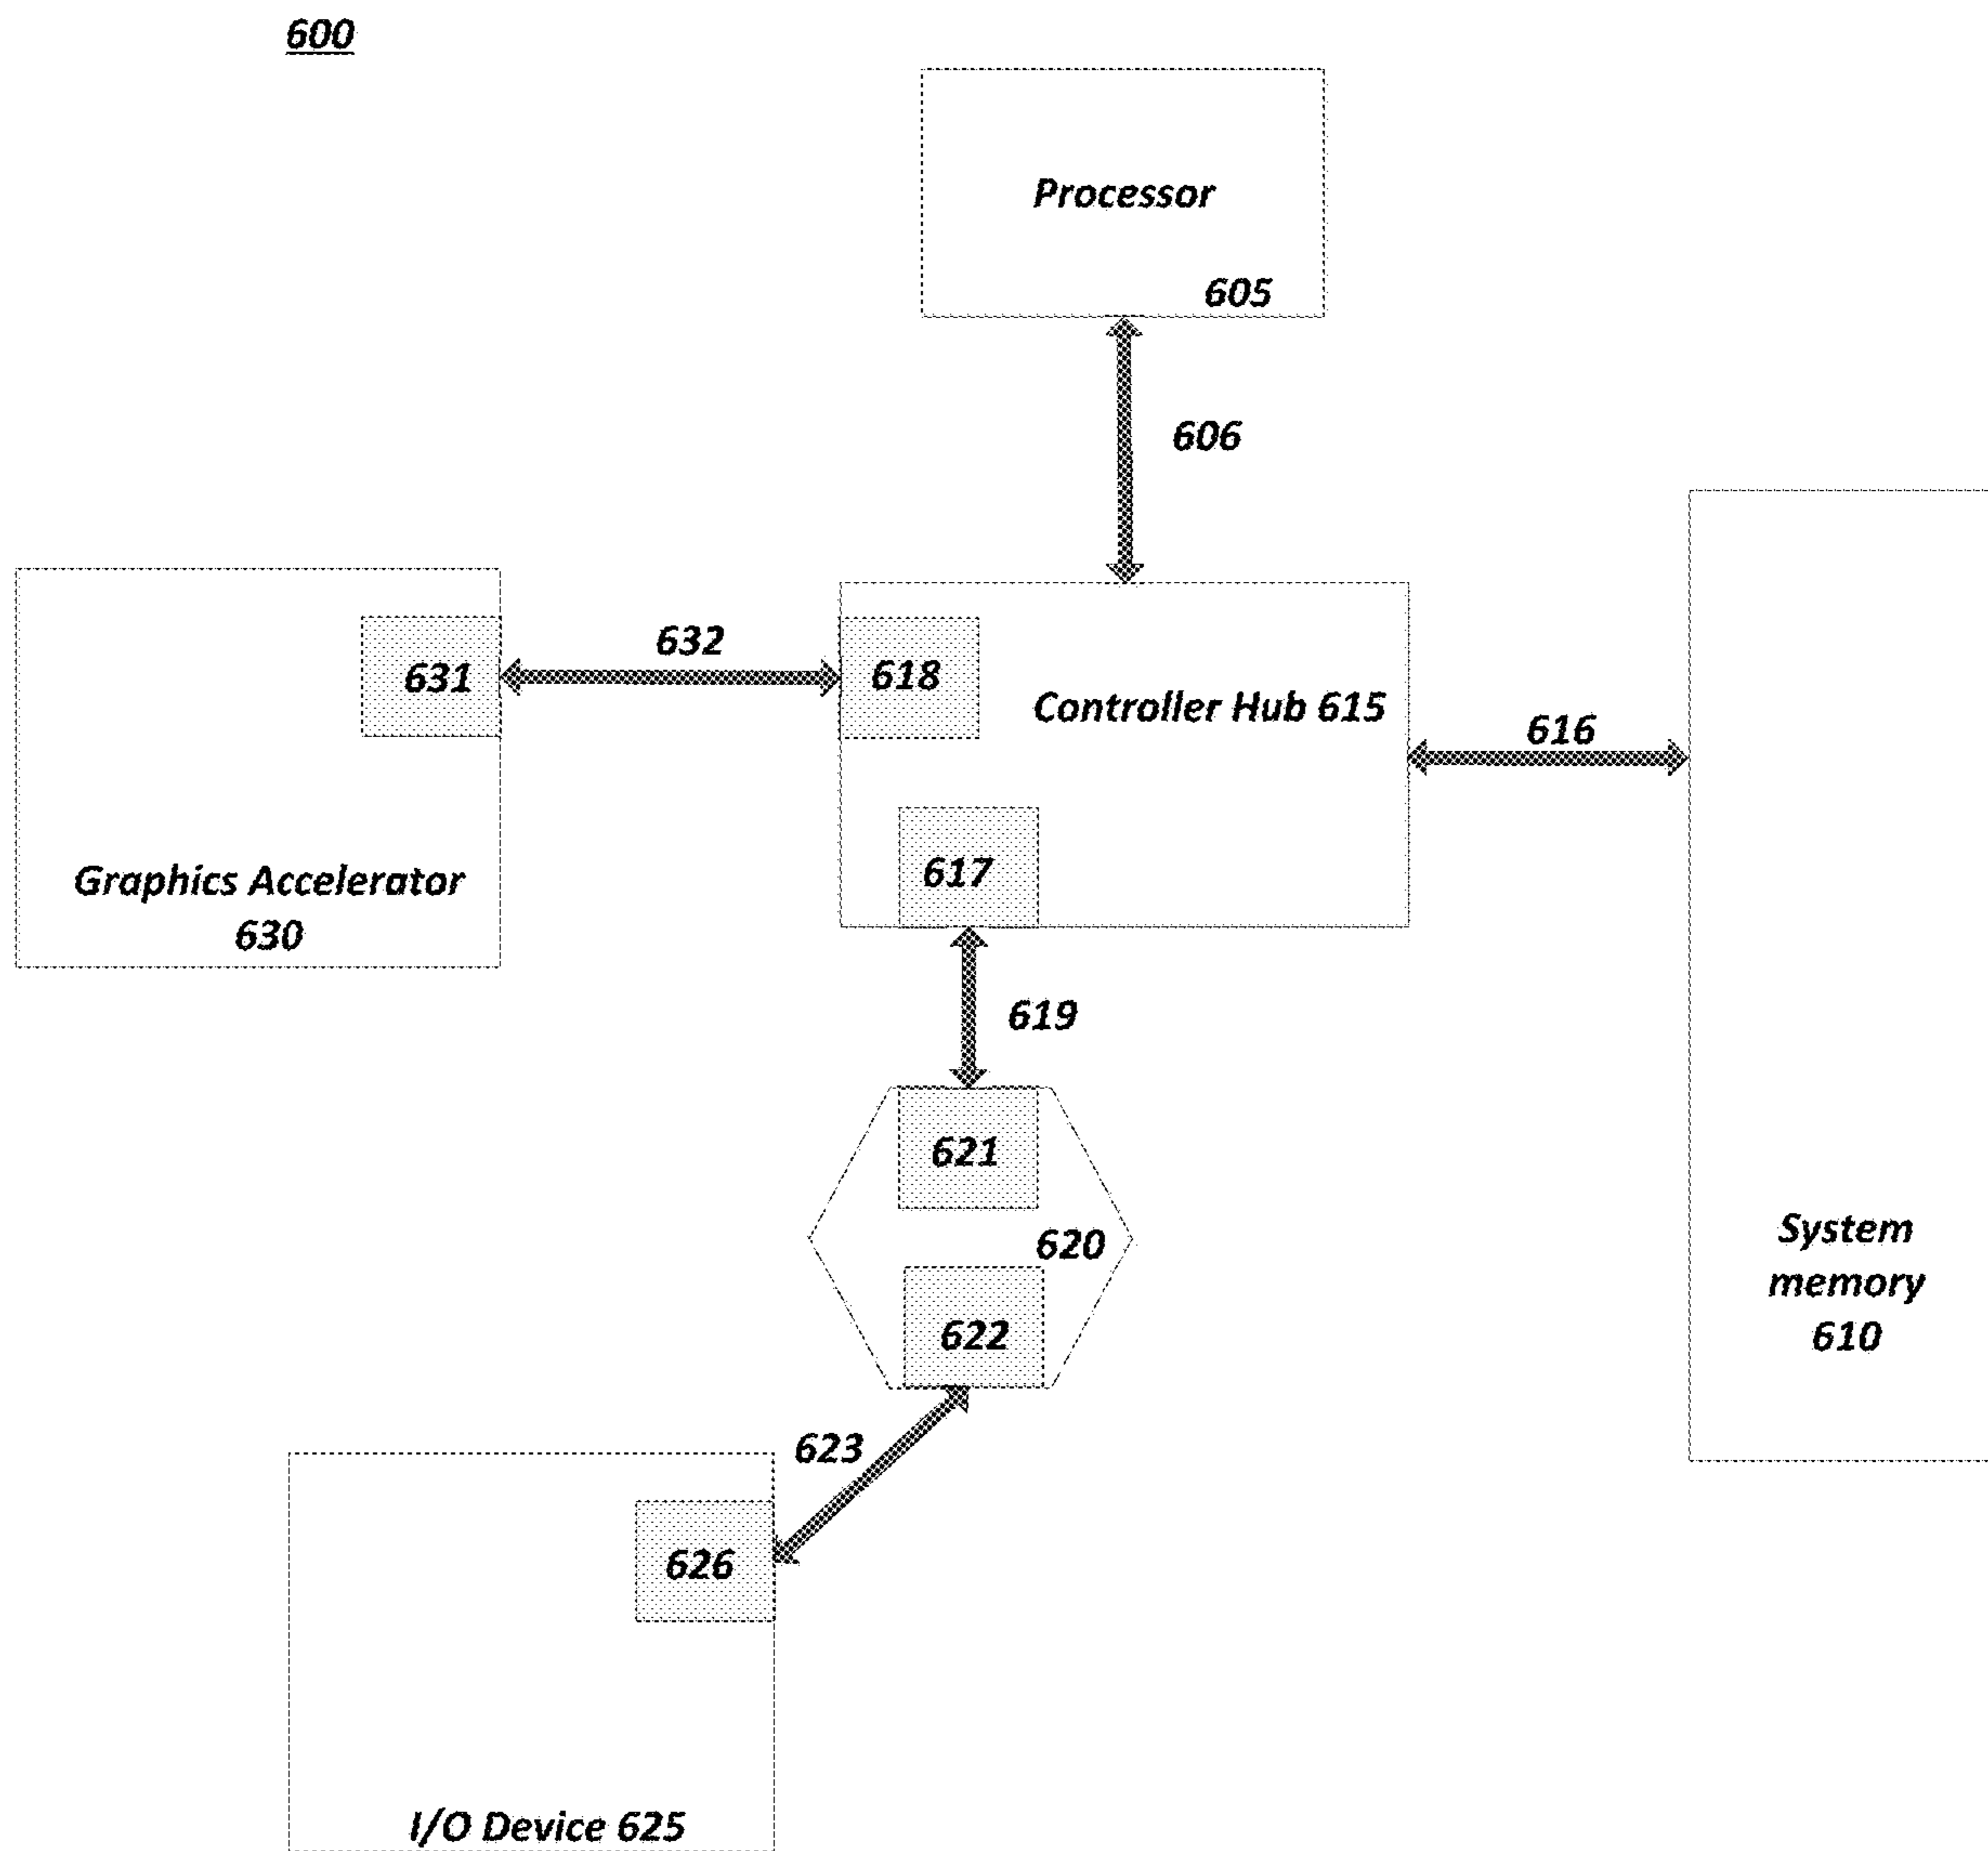 600
Processor
605
606
632
631
618
Controller Hub 615
616
617
Graphics Accelerator
630
619
621
620
System
memory
610
622
623
626
I/O Device 625